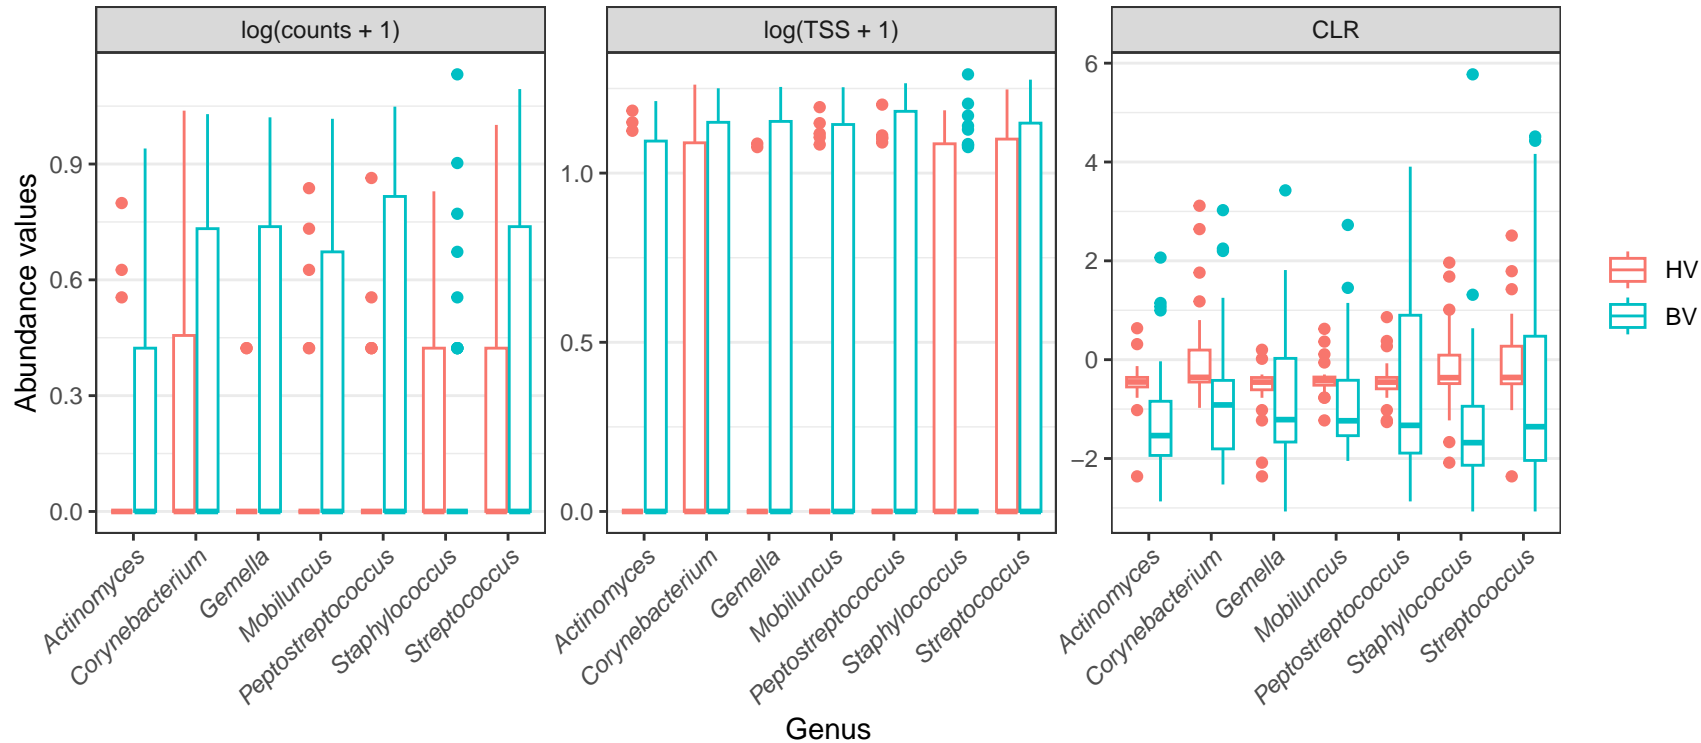 log(counts + 1)
log(TSS + 1)
CLR
Abundance values
0.9
0.6
0.3
0.0
1.0
0.5
0.0
6
4
2
0
−2
Actinomyces
Corynebacterium
Gemella
Mobiluncus
Peptostreptococcus
Staphylococcus
Streptococcus
Actinomyces
Corynebacterium
Gemella
Mobiluncus
Peptostreptococcus
Staphylococcus
Streptococcus
Actinomyces
Corynebacterium
Gemella
Mobiluncus
Peptostreptococcus
Staphylococcus
Streptococcus
Genus
HV
BV